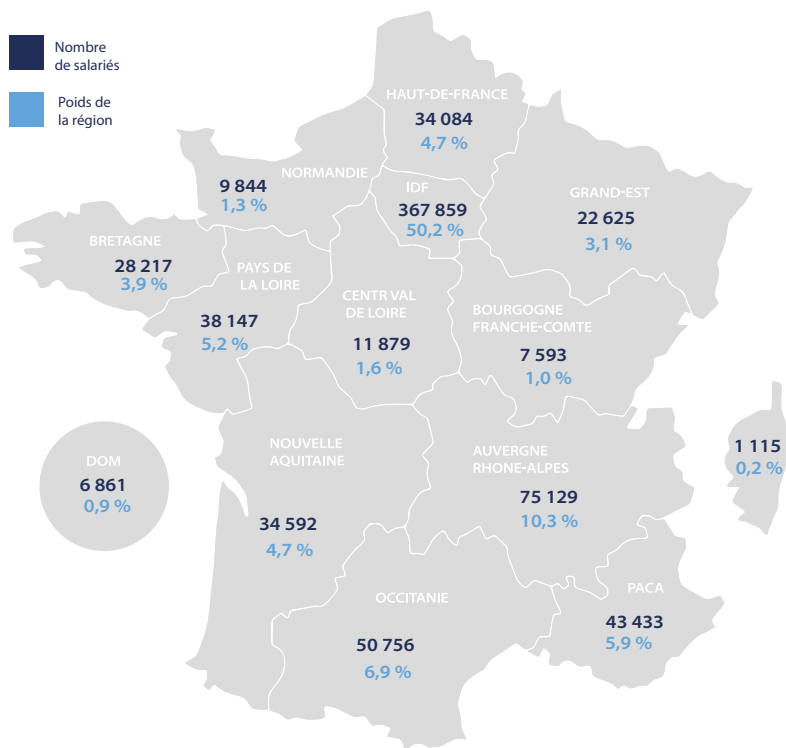 Nombre
de salariés
Poids de
la région
HAUT-DE-FRANCE
34 084
4,7 %
NORMANDIE
9 844
1,3 %
IDF
367 859
50,2 %
GRAND-EST
22 625
3,1 %
BRETAGNE
28 217
3,9 %
PAYS DE
LA LOIRE
38 147
5,2 %
CENTR VAL
DE LOIRE
11 879
1,6 %
BOURGOGNE
FRANCHE-COMTE
7 593
1,0 %
DOM
6 861
0,9 %
NOUVELLE
AQUITAINE
34 592
4,7 %
AUVERGNE
RHONE-ALPES
75 129
10,3 %
1 115
0,2 %
OCCITANIE
50 756
6,9 %
PACA
43 433
5,9 %